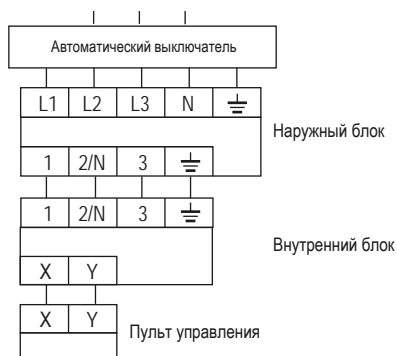 Автоматический выключатель
L1 L2 L3 N
Наружный блок
1 2/N 3
1 2/N 3
Внутренний блок
X Y
X Y
Пульт управления